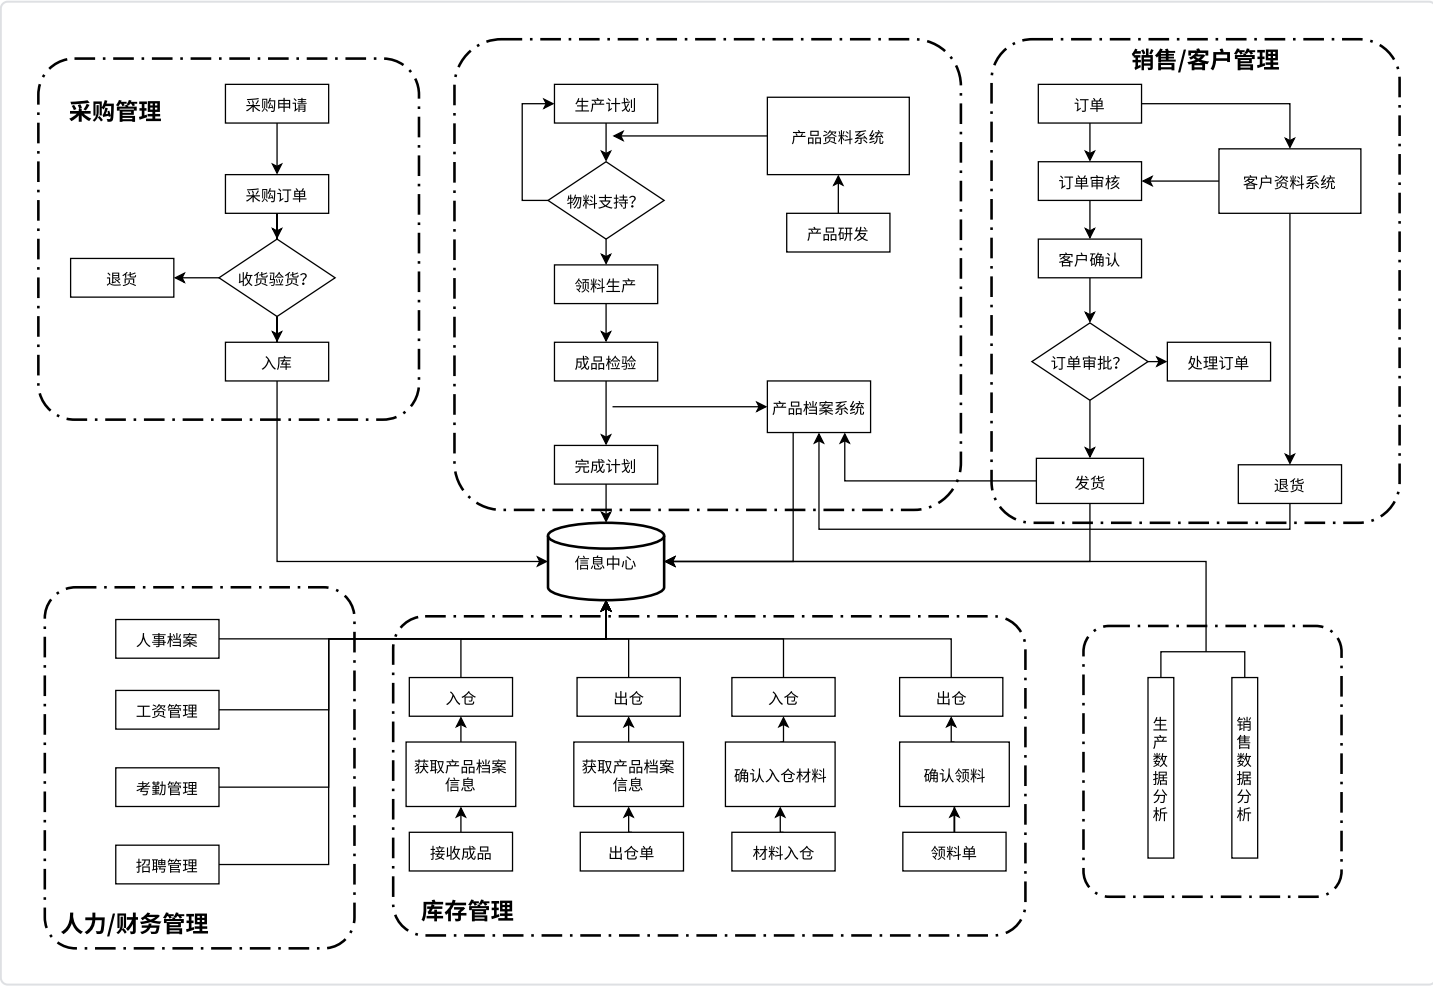 采购管理
采购申请
采购订单
收货验货?
退货
入库
生产计划
产品资料系统
物料支持?
产品研发
领料生产
成品检验
产品档案系统
完成计划
信息中心
销售/客户管理
订单
订单审核
客户资料系统
客户确认
订单审批?
处理订单
发货
退货
人事档案
工资管理
考勤管理
招聘管理
人力/财务管理
入仓
出仓
入仓
出仓
获取产品档案
信息
获取产品档案
信息
确认入仓材料
确认领料
接收成品
出仓单
材料入仓
领料单
库存管理
生产数据分析
销售数据分析